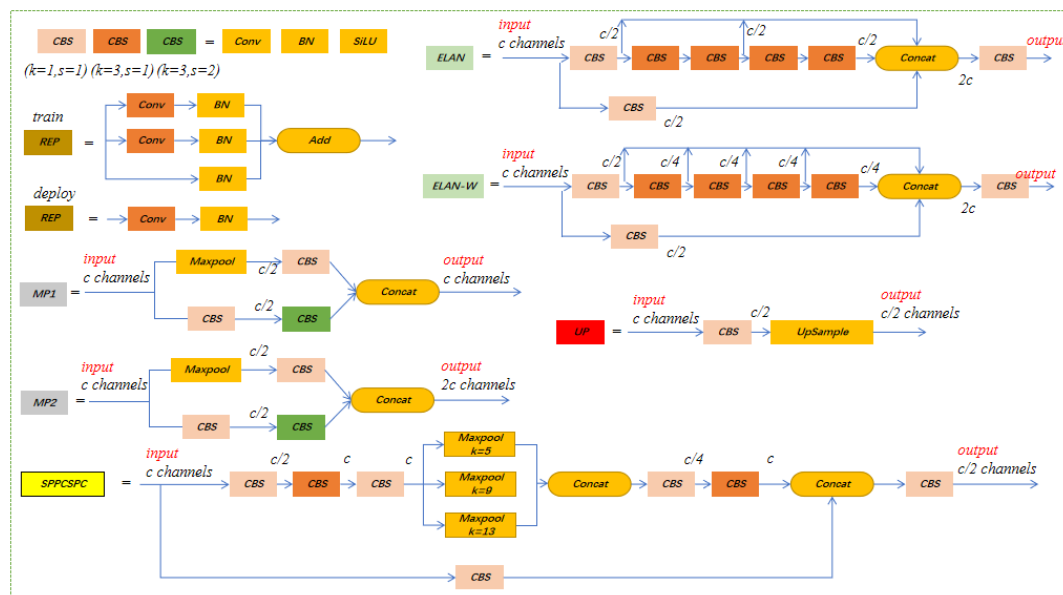 CBS CBS CBS = Conv BN SiLU
(k=1,s=1) (k=3,s=1) (k=3,s=2)
train
REP =
Conv BN
Conv BN Add
BN
deploy
REP = Conv BN
input
c channels
MP1 =
Maxpool c/2 CBS
CBS c/2 CBS
Concat
output
c channels
input
c channels
MP2 =
Maxpool c/2 CBS
CBS c/2 CBS
Concat
output
2c channels
ELAN =
input
c channels
c/2 c/2 c/2
CBS CBS CBS CBS CBS Concat 2c CBS
output
CBS
c/2
ELAN-W =
input
c channels
c/2 c/4 c/4 c/4 c/4
CBS CBS CBS CBS CBS Concat 2c CBS
output
CBS
c/2
UP =
input
c channels
CBS c/2 UpSample
output
c/2 channels
SPPCSPC =
input
c channels
CBS c/2 CBS c CBS c
Maxpool
k=5
Maxpool
k=9
Maxpool
k=13
Concat CBS c/4 CBS c Concat CBS
output
c/2 channels
CBS